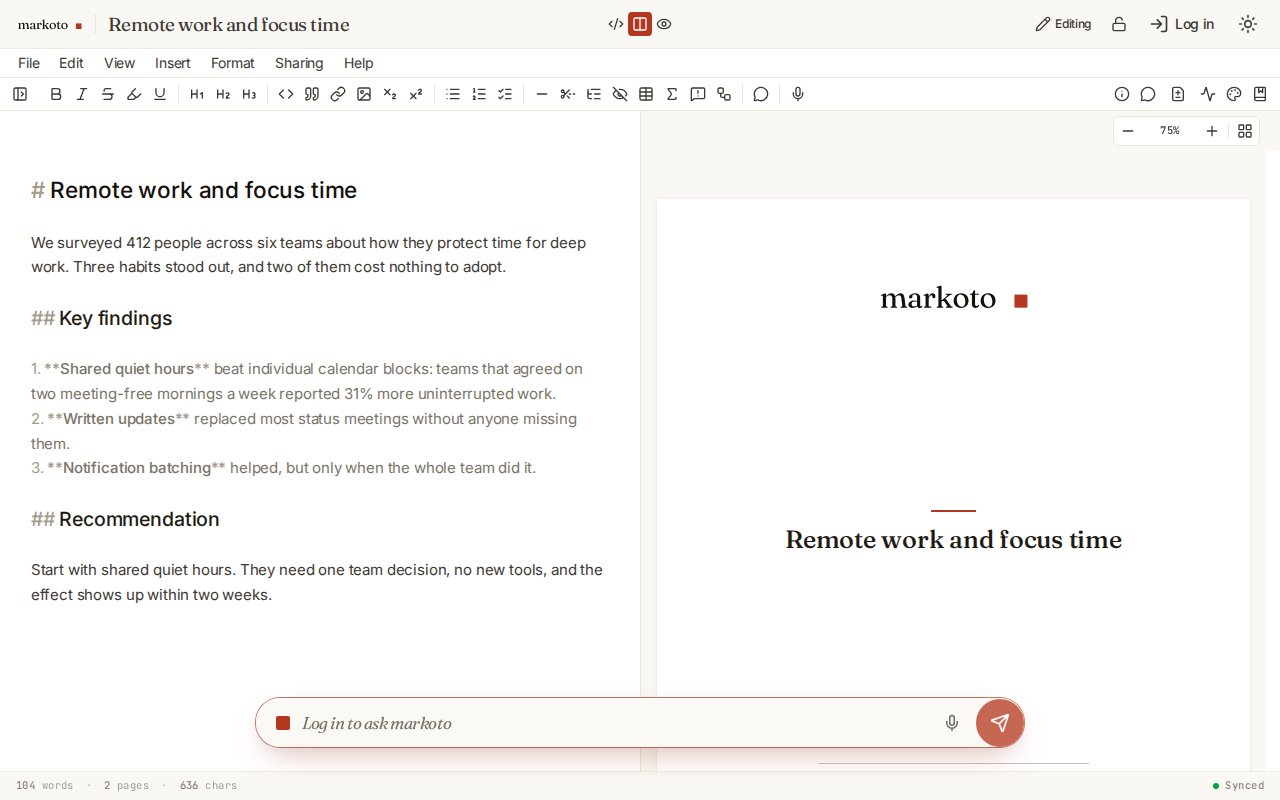 markoto Remote work and focus time Editing Log in
File Edit View Insert Format Sharing Help
H1 H2 H3
75%
# Remote work and focus time
We surveyed 412 people across six teams about how they protect time for deep
work. Three habits stood out, and two of them cost nothing to adopt.
## Key findings
1. **Shared quiet hours** beat individual calendar blocks: teams that agreed on
two meeting-free mornings a week reported 31% more uninterrupted work.
2. **Written updates** replaced most status meetings without anyone missing
them.
3. **Notification batching** helped, but only when the whole team did it.
## Recommendation
Start with shared quiet hours. They need one team decision, no new tools, and the
effect shows up within two weeks.
markoto
Remote work and focus time
Log in to ask markoto
104 words · 2 pages · 636 chars
Synced